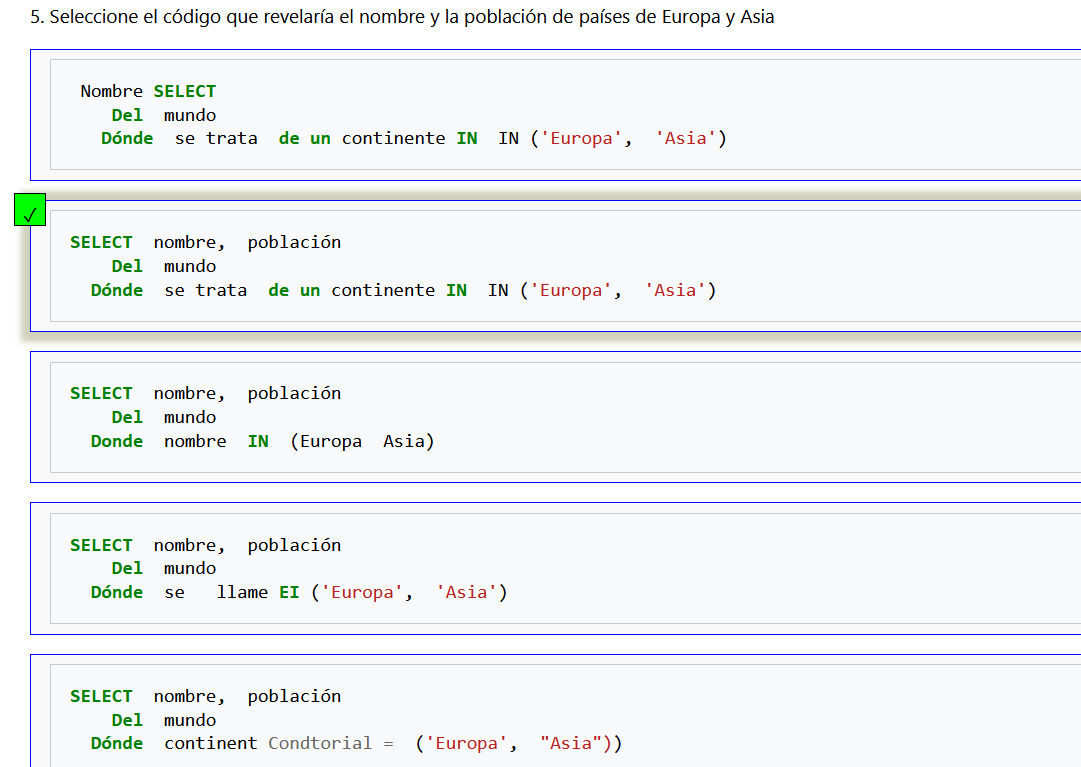 5. Seleccione el código que revelaría el nombre y la población de países de Europa y Asia
Nombre SELECT
Del mundo
Dónde se trata de un continente IN IN ('Europa', 'Asia')
✓
SELECT nombre, población
Del mundo
Dónde se trata de un continente IN IN ('Europa', 'Asia')
SELECT nombre, población
Del mundo
Donde nombre IN (Europa Asia)
SELECT nombre, población
Del mundo
Dónde se llame EI ('Europa', 'Asia')
SELECT nombre, población
Del mundo
Dónde continent Condtorial = ('Europa', "Asia"))